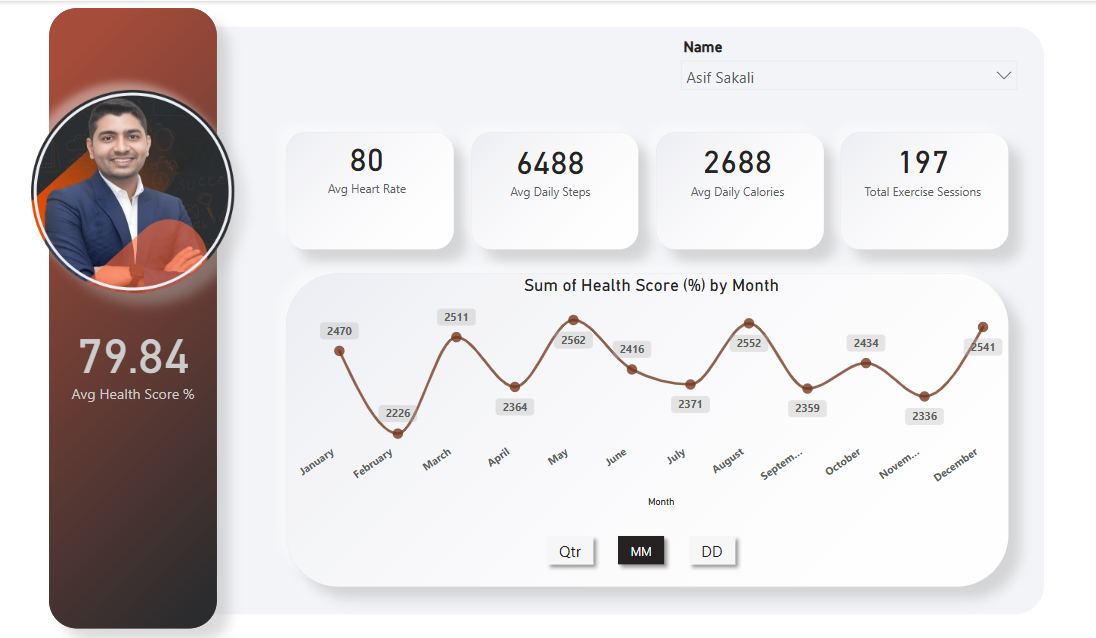 Name
Asif Sakali
80
Avg Heart Rate
6488
Avg Daily Steps
2688
Avg Daily Calories
197
Total Exercise Sessions
79.84
Avg Health Score %
Sum of Health Score (%) by Month
2470
2226
2511
2364
2562
2416
2371
2552
2359
2434
2336
2541
January
February
March
April
May
June
July
August
Septem...
October
Novem...
December
Month
Qtr
MM
DD